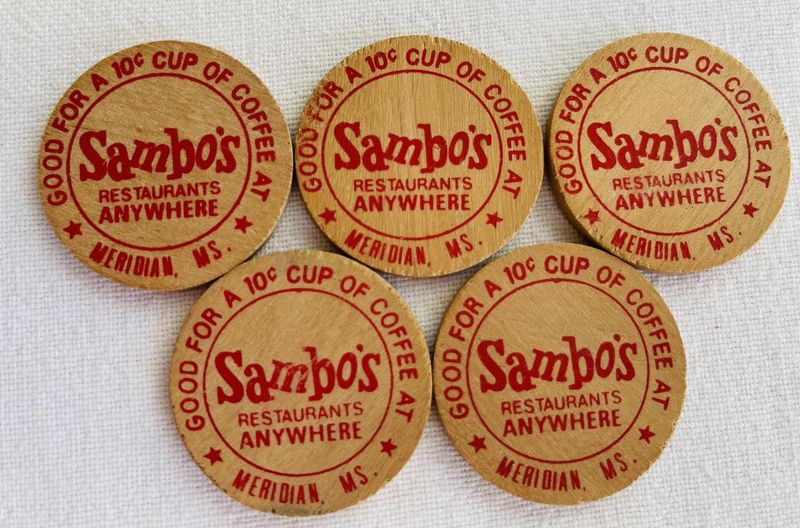 GOOD FOR A 10¢ CUP OF COFFEE AT
Sambo's
RESTAURANTS
ANYWHERE
★ MERIDIAN, MS. ★
GOOD FOR A 10¢ CUP OF COFFEE AT
Sambo's
RESTAURANTS
ANYWHERE
★ MERIDIAN, MS. ★
GOOD FOR A 10¢ CUP OF COFFEE AT
Sambo's
RESTAURANTS
ANYWHERE
★ MERIDIAN, MS. ★
GOOD FOR A 10¢ CUP OF COFFEE AT
Sambo's
RESTAURANTS
ANYWHERE
★ MERIDIAN, MS. ★
GOOD FOR A 10¢ CUP OF COFFEE AT
Sambo's
RESTAURANTS
ANYWHERE
★ MERIDIAN, MS. ★